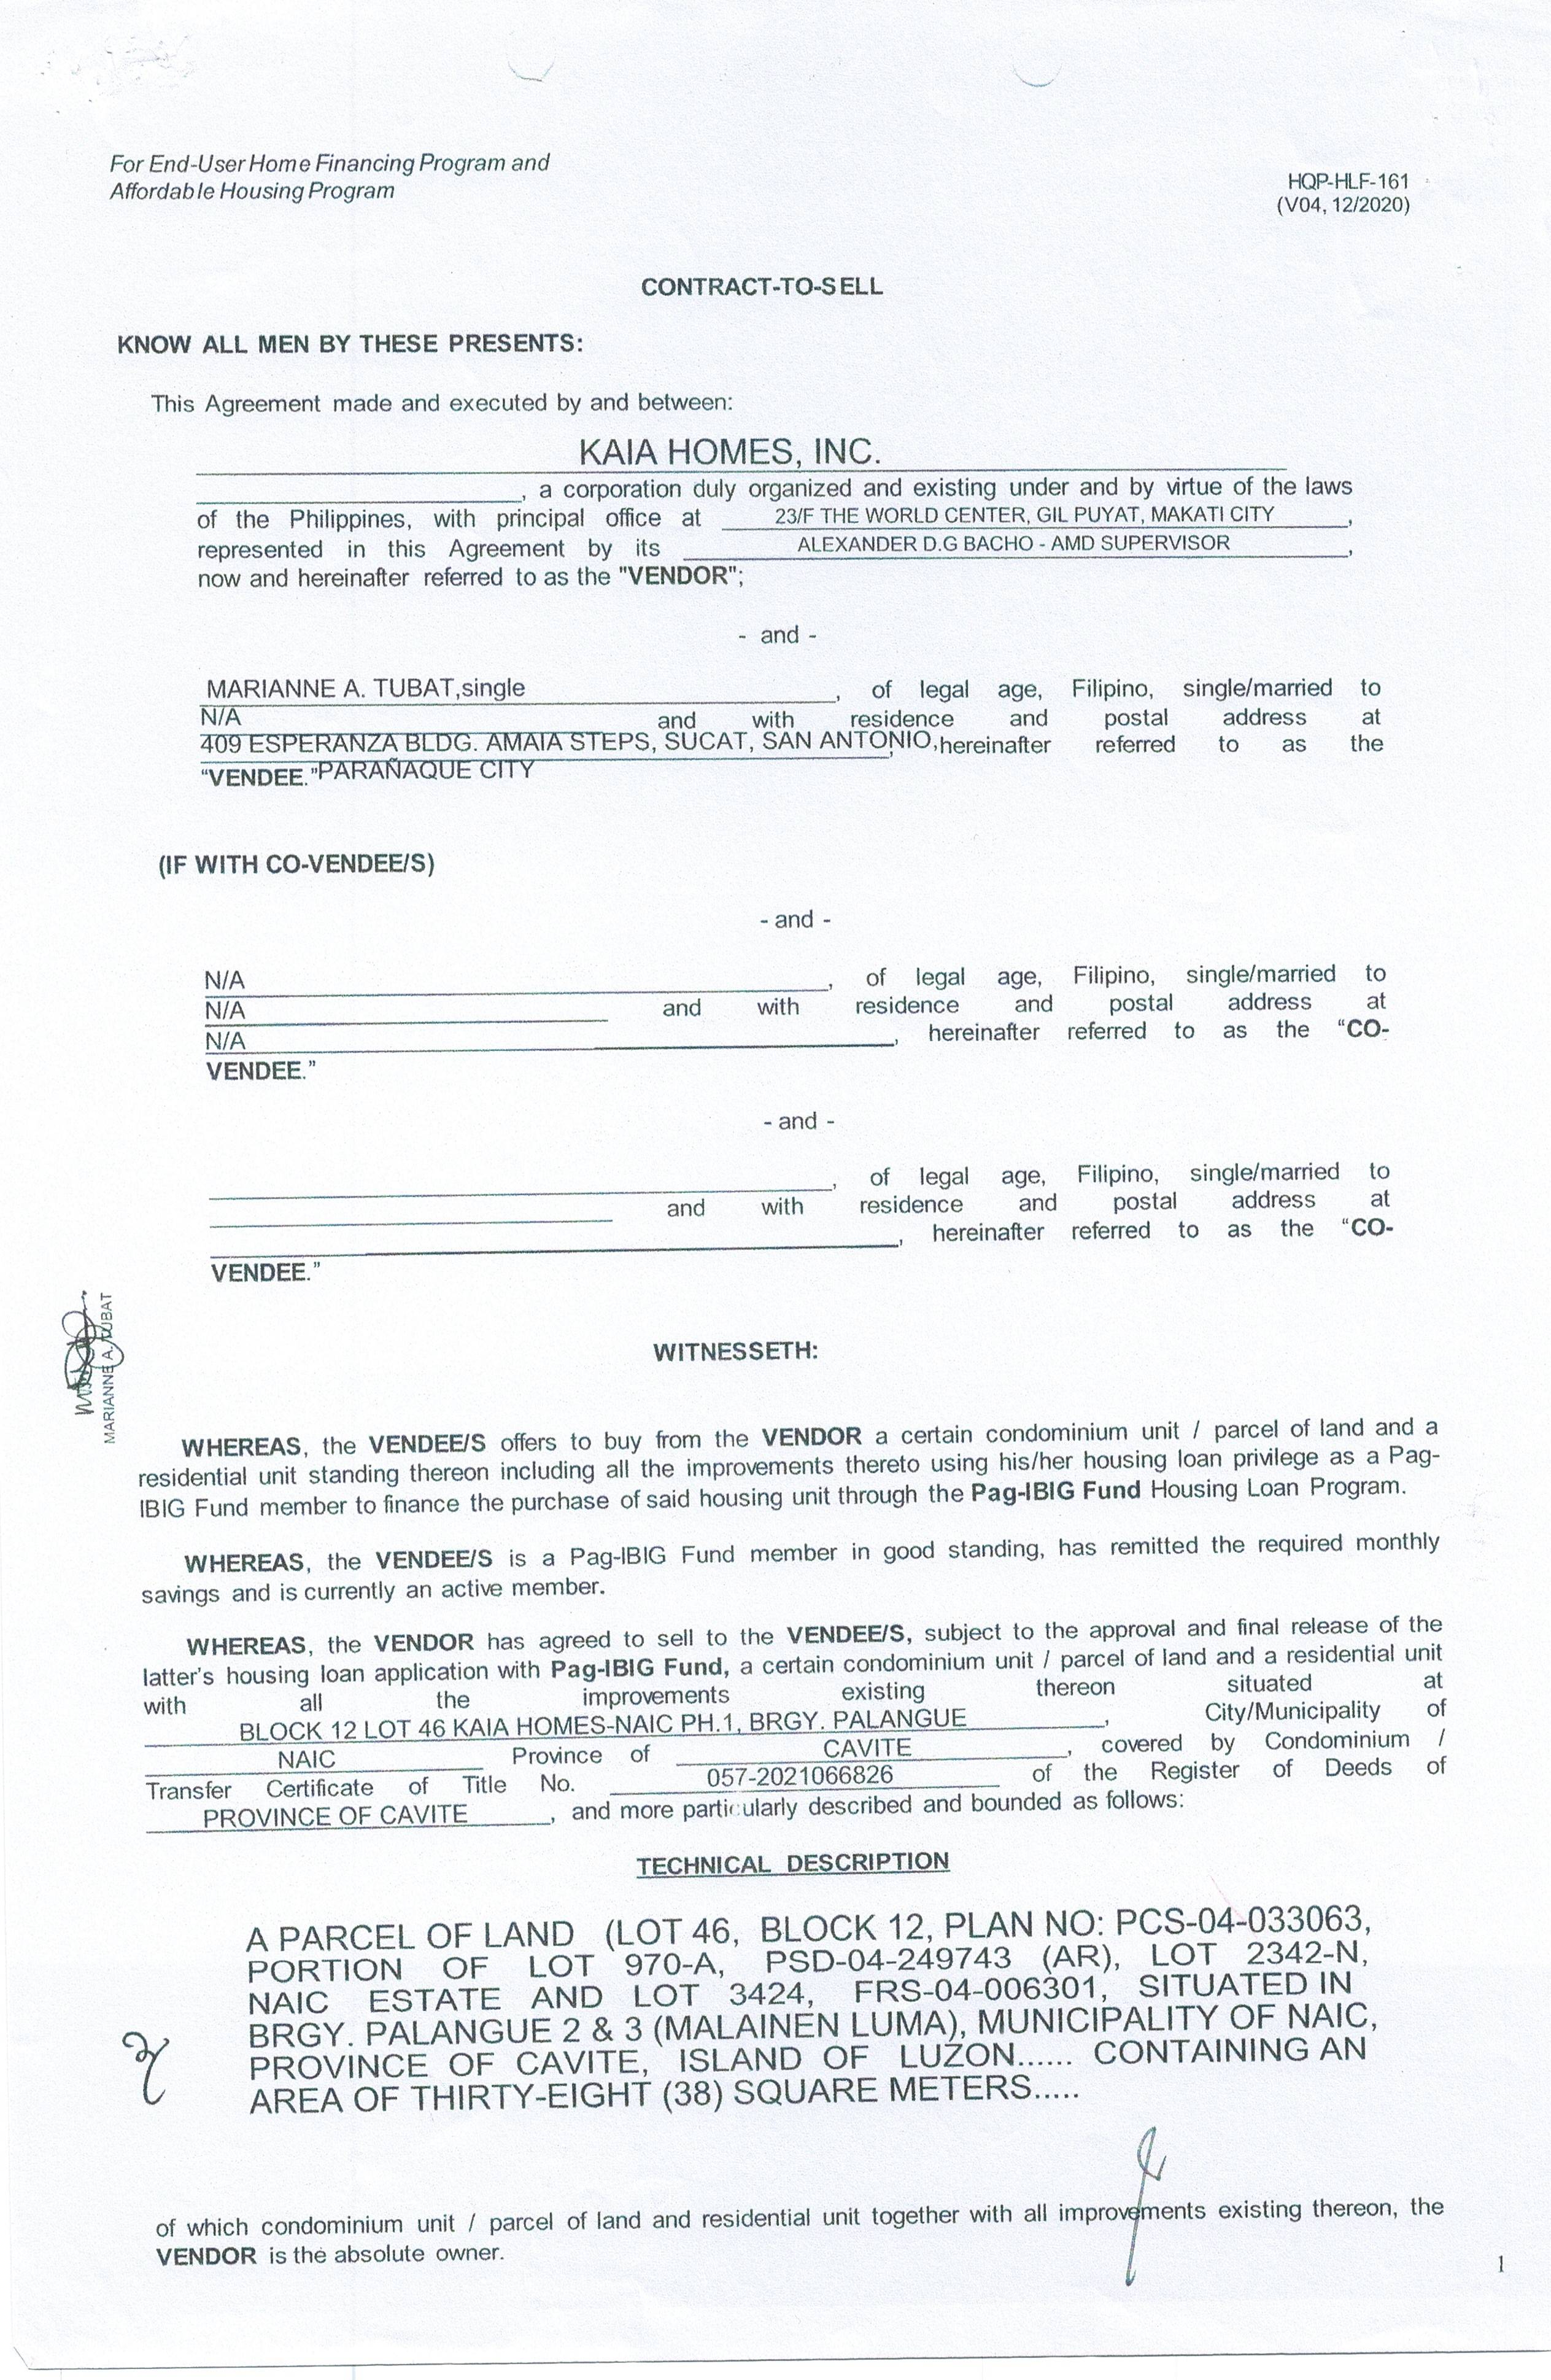 For End-User Home Financing Program and
Affordable Housing Program
HQP-HLF-161
(V04, 12/2020)
CONTRACT-TO-SELL
KNOW ALL MEN BY THESE PRESENTS:
This Agreement made and executed by and between:
KAIA HOMES, INC.
, a corporation duly organized and existing under and by virtue of the laws
of the Philippines, with principal office at 23/F THE WORLD CENTER, GIL PUYAT, MAKATI CITY,
represented in this Agreement by its ALEXANDER D.G BACHO - AMD SUPERVISOR,
now and hereinafter referred to as the "VENDOR";
- and -
MARIANNE A. TUBAT,single, of legal age, Filipino, single/married to
N/A and with residence and postal address at
409 ESPERANZA BLDG. AMAIA STEPS, SUCAT, SAN ANTONIO, hereinafter referred to as the
"VENDEE." PARAÑAQUE CITY
(IF WITH CO-VENDEE/S)
- and -
N/A, of legal age, Filipino, single/married to
N/A and with residence and postal address at
N/A, hereinafter referred to as the "CO-
VENDEE."
- and -
, of legal age, Filipino, single/married to
and with residence and postal address at
, hereinafter referred to as the "CO-
VENDEE."
MARIANNE A. TUBAT
WITNESSETH:
WHEREAS, the VENDEE/S offers to buy from the VENDOR a certain condominium unit / parcel of land and a
residential unit standing thereon including all the improvements thereto using his/her housing loan privilege as a Pag-
IBIG Fund member to finance the purchase of said housing unit through the Pag-IBIG Fund Housing Loan Program.
WHEREAS, the VENDEE/S is a Pag-IBIG Fund member in good standing, has remitted the required monthly
savings and is currently an active member.
WHEREAS, the VENDOR has agreed to sell to the VENDEE/S, subject to the approval and final release of the
latter's housing loan application with Pag-IBIG Fund, a certain condominium unit / parcel of land and a residential unit
with all the improvements existing thereon situated at
BLOCK 12 LOT 46 KAIA HOMES-NAIC PH.1, BRGY. PALANGUE, City/Municipality of
NAIC Province of CAVITE, covered by Condominium /
Transfer Certificate of Title No. 057-2021066826 of the Register of Deeds of
PROVINCE OF CAVITE, and more particularly described and bounded as follows:
TECHNICAL DESCRIPTION
A PARCEL OF LAND (LOT 46, BLOCK 12, PLAN NO: PCS-04-033063,
PORTION OF LOT 970-A, PSD-04-249743 (AR), LOT 2342-N,
NAIC ESTATE AND LOT 3424, FRS-04-006301, SITUATED IN
BRGY. PALANGUE 2 & 3 (MALAINEN LUMA), MUNICIPALITY OF NAIC,
PROVINCE OF CAVITE, ISLAND OF LUZON...... CONTAINING AN
AREA OF THIRTY-EIGHT (38) SQUARE METERS.....
of which condominium unit / parcel of land and residential unit together with all improvements existing thereon, the
VENDOR is the absolute owner.
1